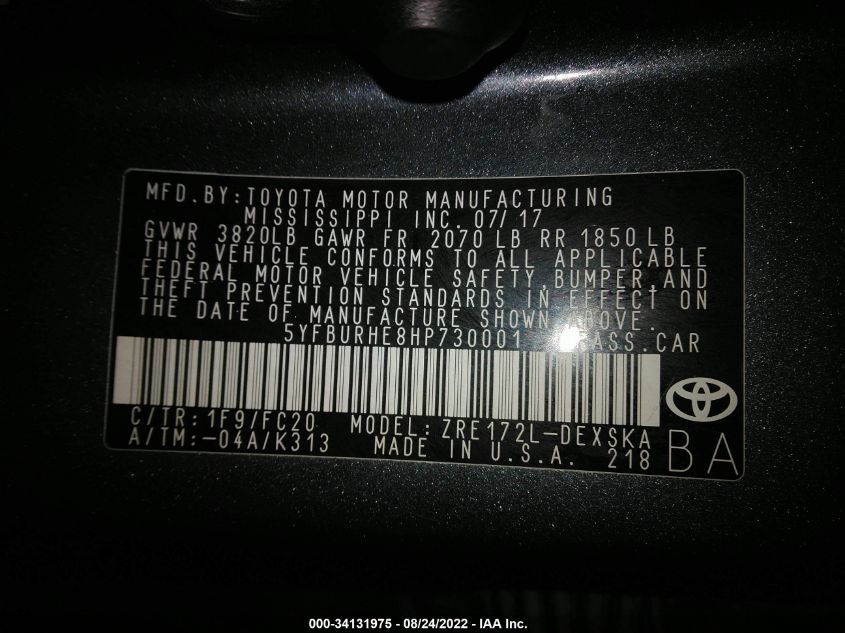 MFD. BY: TOYOTA MOTOR MANUFACTURING
MISSISSIPPI INC. 07/17
GVWR 3820LB GAWR FR 2070 LB RR 1850 LB
THIS VEHICLE CONFORMS TO ALL APPLICABLE
FEDERAL MOTOR VEHICLE SAFETY, BUMPER, AND
THEFT PREVENTION STANDARDS IN EFFECT ON
THE DATE OF MANUFACTURE SHOWN ABOVE.
5YFBURHE8HP730001 PASS. CAR
C/TR: 1F9/FC20 MODEL: ZRE172L-DEXSKA
A/TM: -04A/K313 MADE IN U.S.A. 218 BA
000-34131975 - 08/24/2022 - IAA Inc.